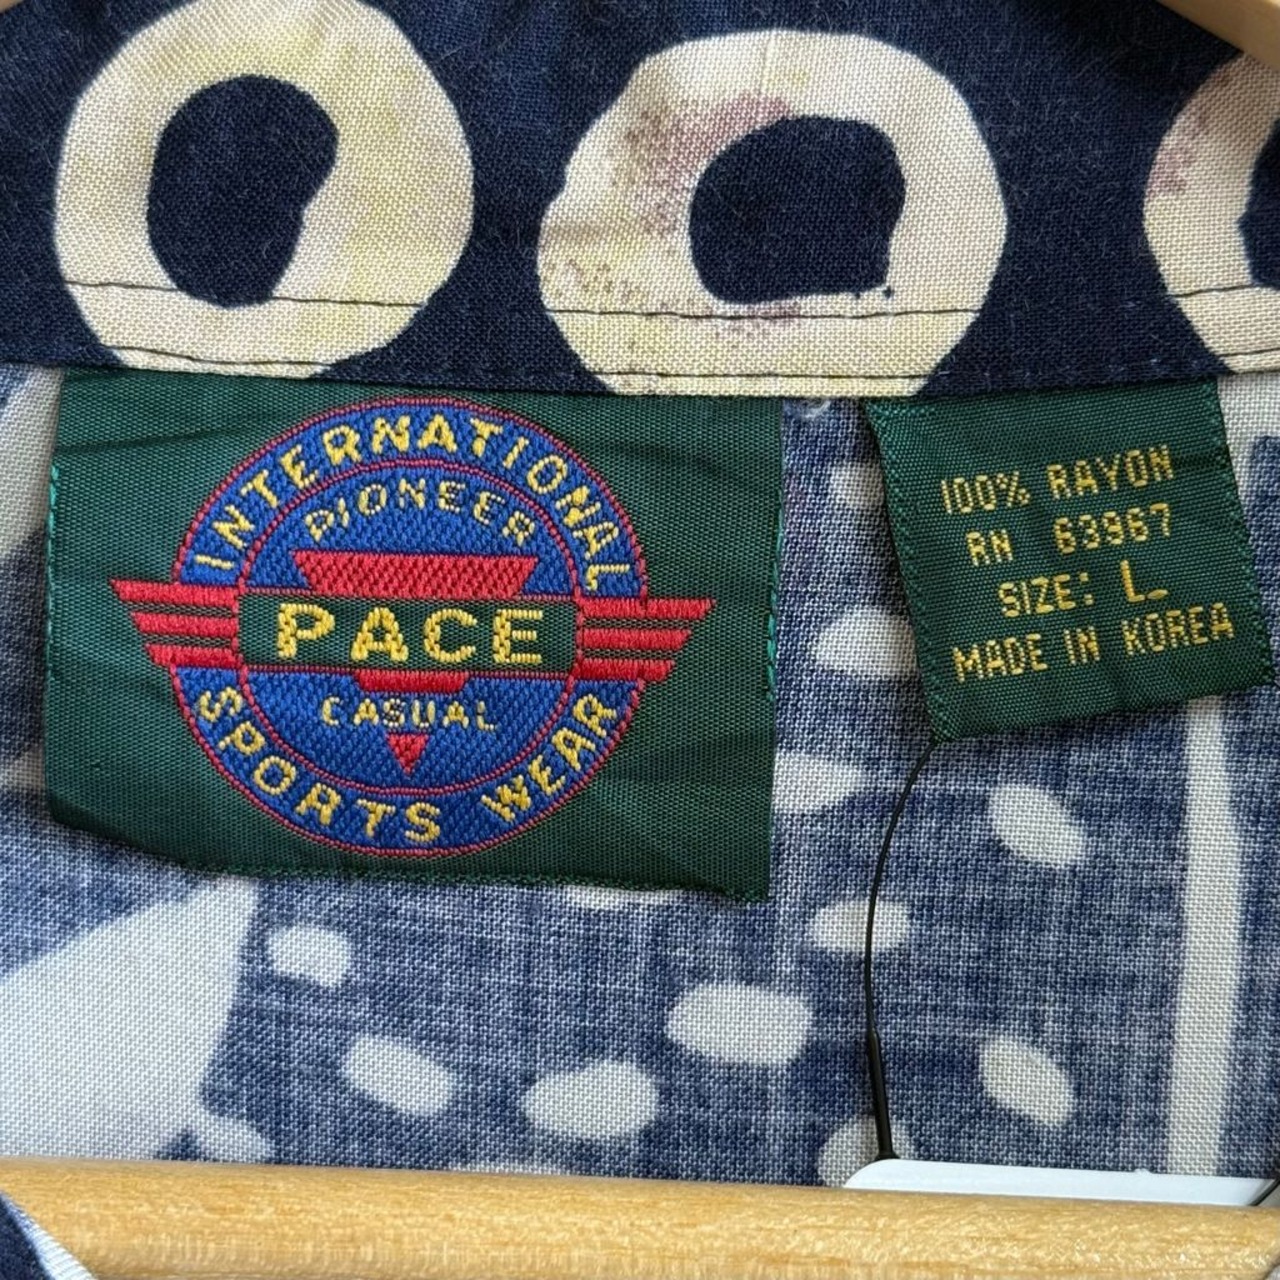 INTERNATIONAL
PIONEER
PACE
CASUAL
SPORTS WEAR
100% RAYON
RN 63967
SIZE: L
MADE IN KOREA